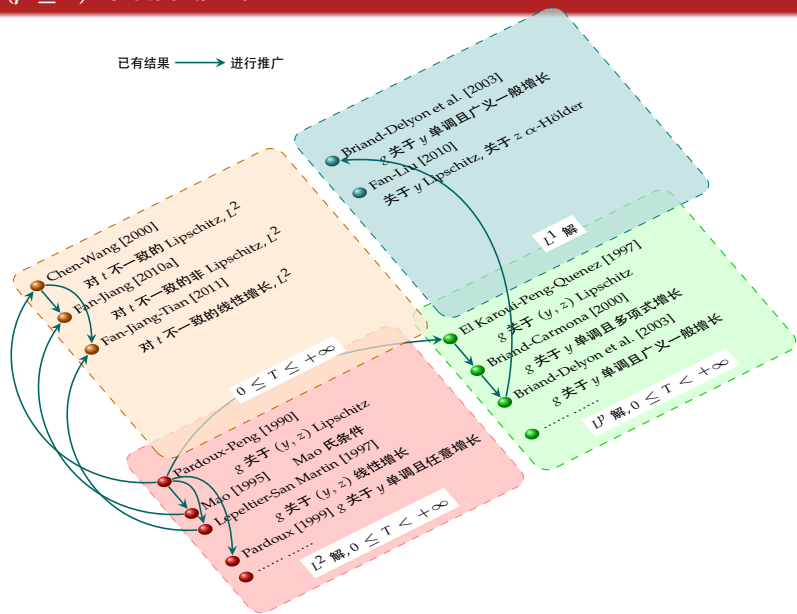 已有结果 进行推广
Briand-Delyon et al. [2003]
g 关于 y 单调且广义一般增长
Fan-Liu [2010]
关于 y Lipschitz, 关于 z α-Hölder
L^1 解
Chen-Wang [2000]
对 t 不一致的 Lipschitz, L^2
Fan-Jiang [2010a]
对 t 不一致的非 Lipschitz, L^2
Fan-Jiang-Tian [2011]
对 t 不一致的线性增长, L^2
0 ≤ T ≤ +∞
El Karoui-Peng-Quenez [1997]
g 关于 (y, z) Lipschitz
Briand-Carmona [2000]
g 关于 y 单调且多项式增长
Briand-Delyon et al. [2003]
g 关于 y 单调且广义一般增长
…… ……
L^p 解, 0 ≤ T < +∞
Pardoux-Peng [1990]
g 关于 (y, z) Lipschitz
Mao [1995] Mao 氏条件
Lepeltier-San Martin [1997]
g 关于 (y, z) 线性增长
Pardoux [1999] g 关于 y 单调且任意增长
…… ……
L^2 解, 0 ≤ T < +∞